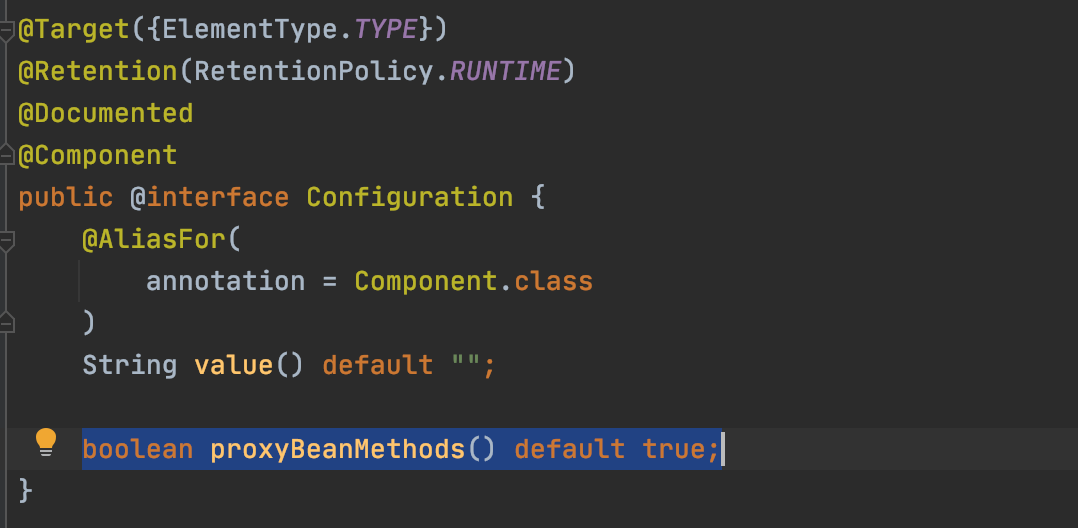 @Target({ElementType.TYPE})
@Retention(RetentionPolicy.RUNTIME)
@Documented
@Component
public @interface Configuration {
    @AliasFor(
        annotation = Component.class
    )
    String value() default "";

    boolean proxyBeanMethods() default true;
}